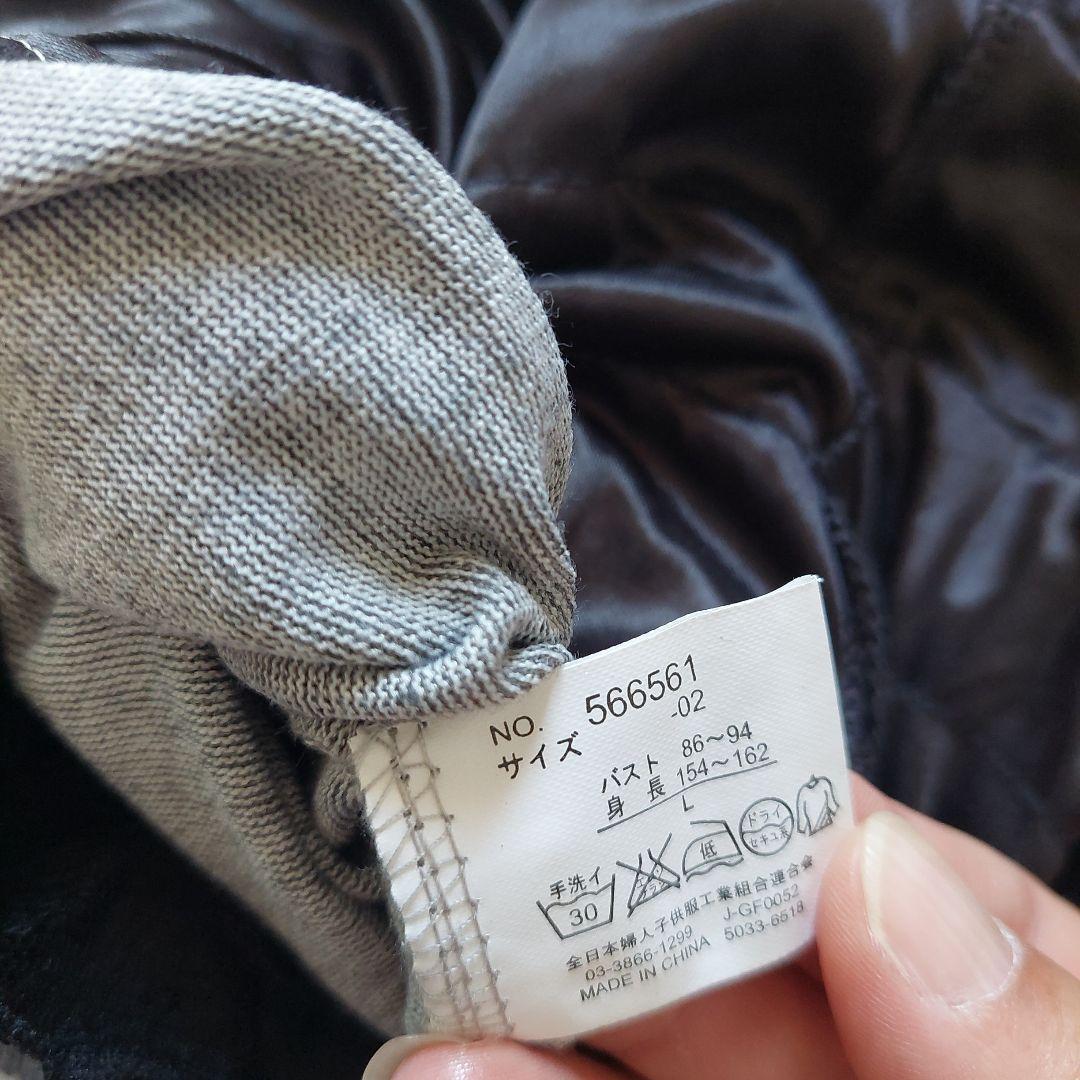 NO. 566561
-02
サイズ
バスト 86～94
身 長 154～162
L
手洗イ
30
低
ドライ
セキユ系
全日本婦人子供服工業組合連合会
03-3866-1299 J-GF0052
MADE IN CHINA 5033-6518